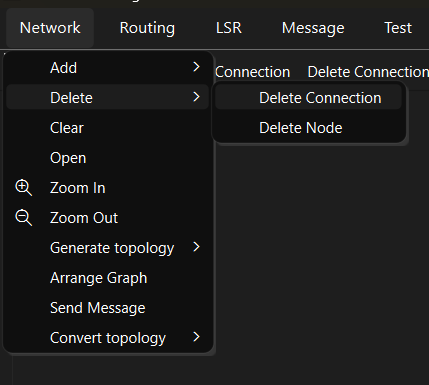 Network Routing LSR Message Test
Add
Connection Delete Connection
Delete
Delete Connection
Clear
Delete Node
Open
Zoom In
Zoom Out
Generate topology
Arrange Graph
Send Message
Convert topology